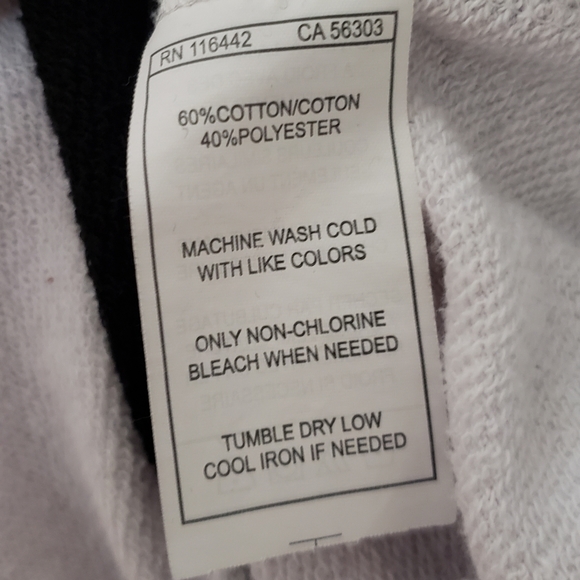 RN 116442 CA 56303
60%COTTON/COTON
40%POLYESTER
MACHINE WASH COLD
WITH LIKE COLORS
ONLY NON-CHLORINE
BLEACH WHEN NEEDED
TUMBLE DRY LOW
COOL IRON IF NEEDED